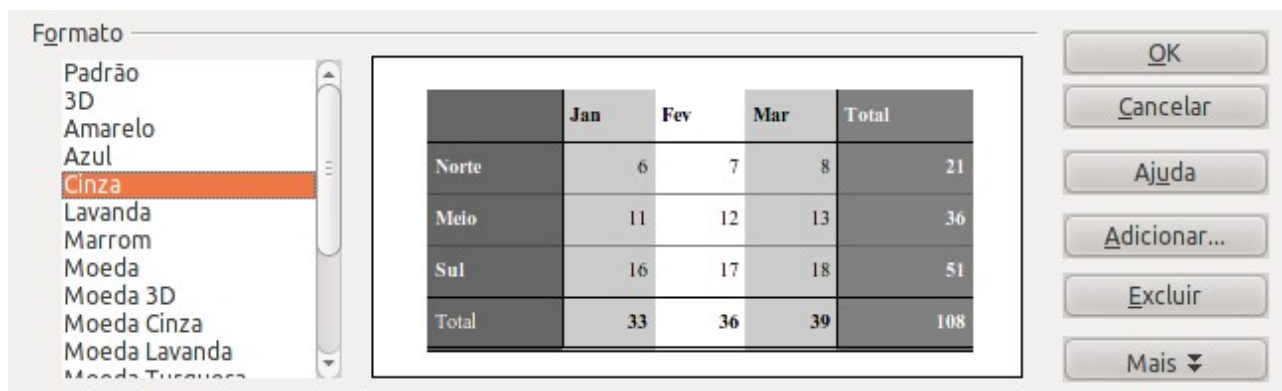 Formato
Padrão
3D
Amarelo
Azul
Cinza
Lavanda
Marrom
Moeda
Moeda 3D
Moeda Cinza
Moeda Lavanda
Moeda Turquesa
Jan Fev Mar Total
Norte 6 7 8 21
Meio 11 12 13 36
Sul 16 17 18 51
Total 33 36 39 108
OK
Cancelar
Ajuda
Adicionar...
Excluir
Mais